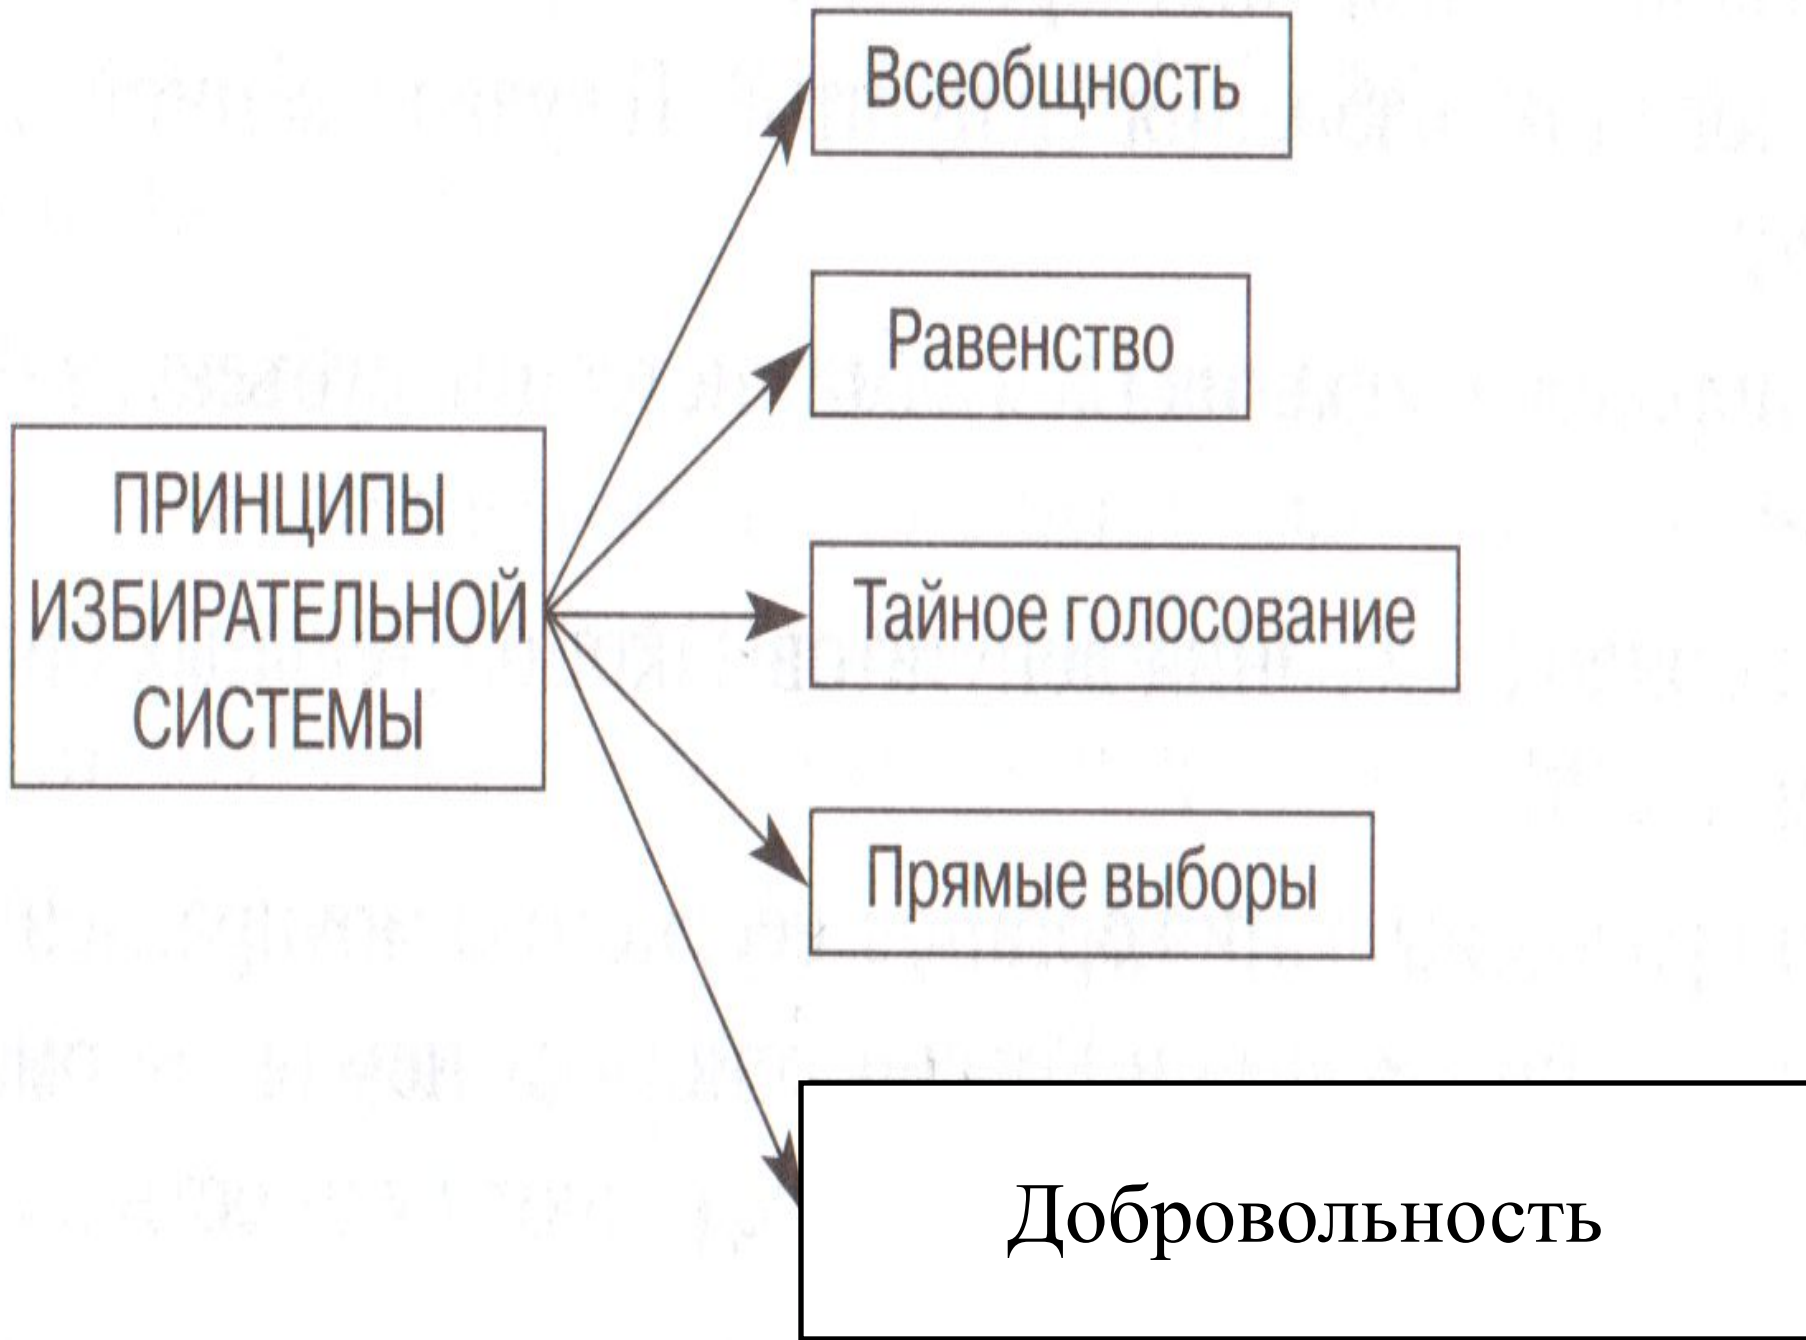 Всеобщность
Равенство
ПРИНЦИПЫ
ИЗБИРАТЕЛЬНОЙ
СИСТЕМЫ
Тайное голосование
Прямые выборы
Добровольность